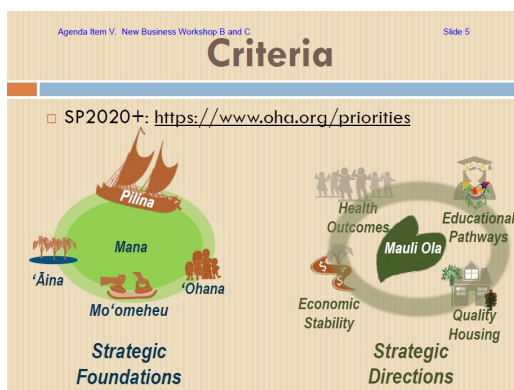 Agenda Item V. New Business Workshop B and C
Slide 5
Criteria
SP2020+: https://www.oha.org/priorities
Pilina
Mana
ʻĀina
ʻOhana
Moʻomeheu
Strategic
Foundations
Health
Outcomes
Educational
Pathways
Mauli Ola
Economic
Stability
Quality
Housing
Strategic
Directions